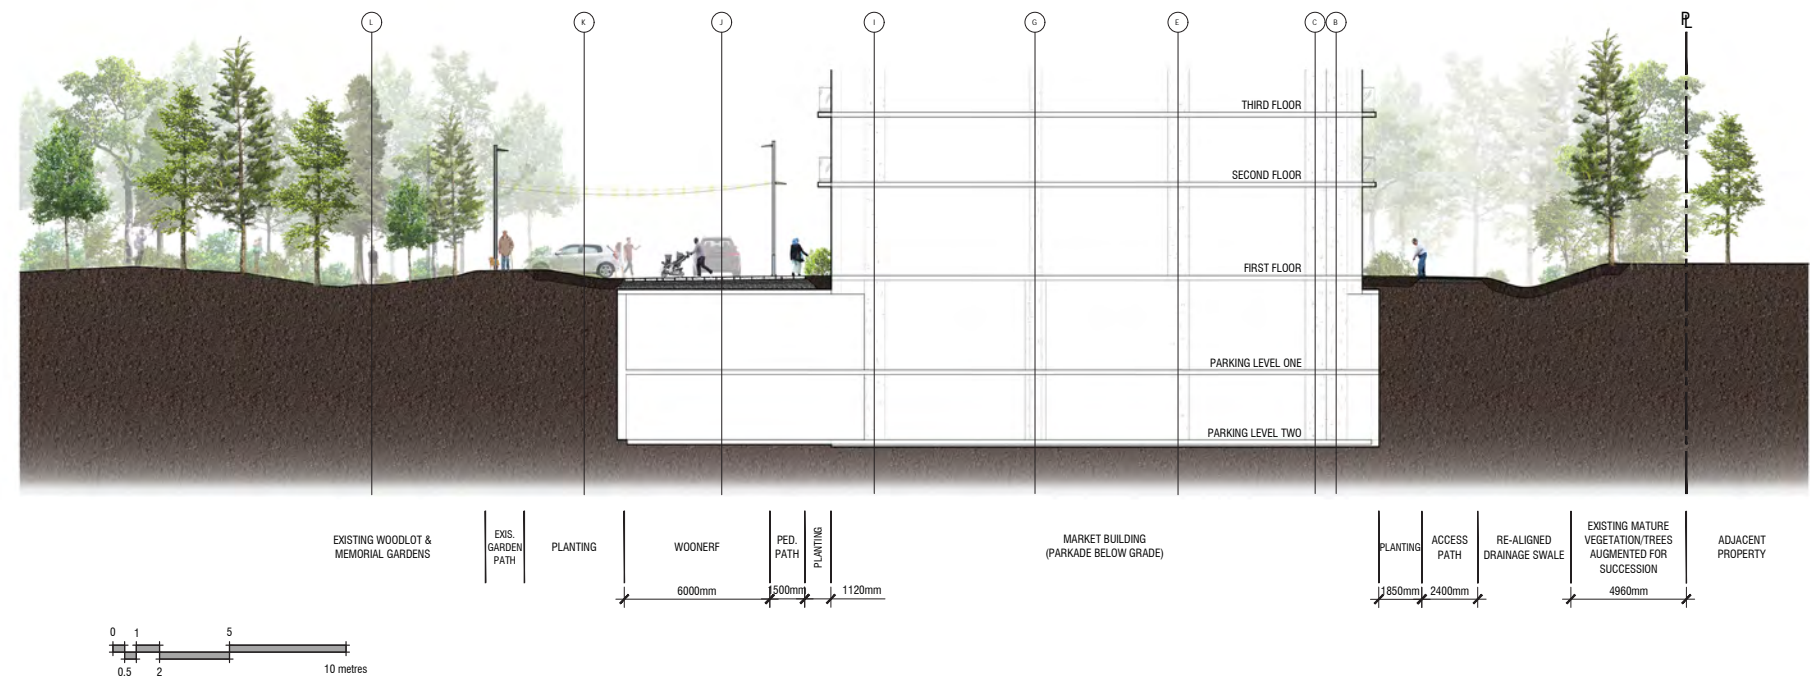 L
K
J
I
G
E
C
B
PL
THIRD FLOOR
SECOND FLOOR
FIRST FLOOR
PARKING LEVEL ONE
PARKING LEVEL TWO
EXISTING WOODLOT &
MEMORIAL GARDENS
EXIS.
GARDEN
PATH
PLANTING
WOONERF
PED.
PATH
PLANTING
MARKET BUILDING
(PARKADE BELOW GRADE)
PLANTING
ACCESS
PATH
RE-ALIGNED
DRAINAGE SWALE
EXISTING MATURE
VEGETATION/TREES
AUGMENTED FOR
SUCCESSION
ADJACENT
PROPERTY
6000mm
1500mm
1120mm
1850mm
2400mm
4960mm
0
1
5
0.5
2
10 metres